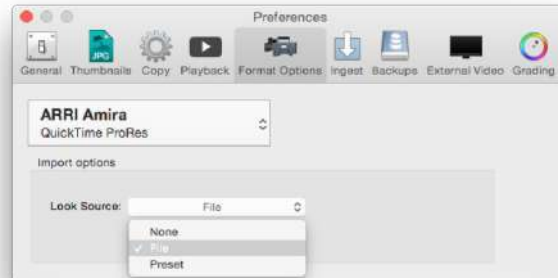 Preferences
General Thumbnails Copy Playback Format Options Ingest Backups External Video Grading
ARRI Amira
QuickTime ProRes
Import options
Look Source: File
None
File
Preset